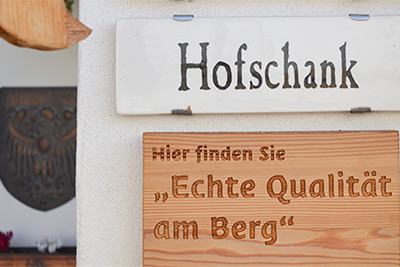 Hofschank
Hier finden Sie
„Echte Qualität
am Berg“